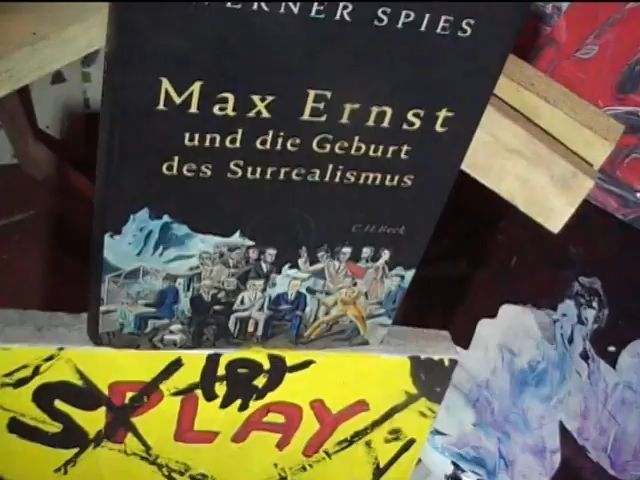 WERNER SPIES
Max Ernst
und die Geburt
des Surrealismus
C.H.Beck
(R)
SPLAY